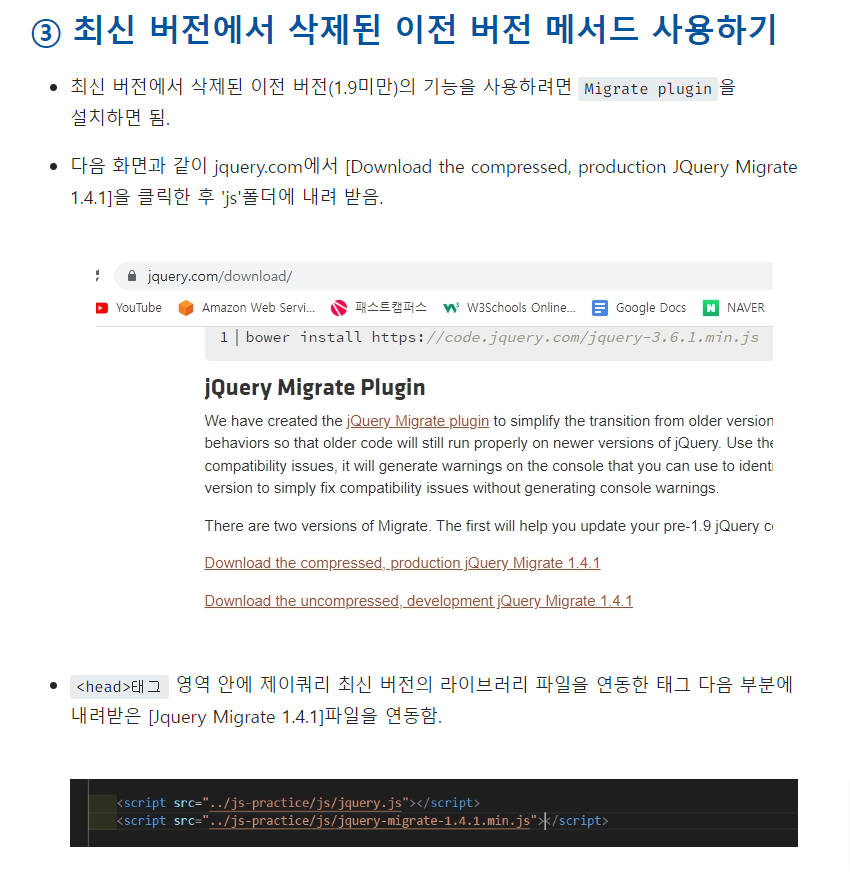 ③ 최신 버전에서 삭제된 이전 버전 메서드 사용하기
최신 버전에서 삭제된 이전 버전(1.9미만)의 기능을 사용하려면 Migrate plugin 을
설치하면 됨.
다음 화면과 같이 jquery.com에서 [Download the compressed, production JQuery Migrate
1.4.1]을 클릭한 후 'js'폴더에 내려 받음.
jquery.com/download/
YouTube Amazon Web Servi... 패스트캠퍼스 W3Schools Online... Google Docs NAVER
1 bower install https://code.jquery.com/jquery-3.6.1.min.js
jQuery Migrate Plugin
We have created the jQuery Migrate plugin to simplify the transition from older version
behaviors so that older code will still run properly on newer versions of jQuery. Use the
compatibility issues, it will generate warnings on the console that you can use to identi
version to simply fix compatibility issues without generating console warnings.
There are two versions of Migrate. The first will help you update your pre-1.9 jQuery c
Download the compressed, production jQuery Migrate 1.4.1
Download the uncompressed, development jQuery Migrate 1.4.1
<head>태그 영역 안에 제이쿼리 최신 버전의 라이브러리 파일을 연동한 태그 다음 부분에
내려받은 [Jquery Migrate 1.4.1]파일을 연동함.
<script src="../js-practice/js/jquery.js"></script>
<script src="../js-practice/js/jquery-migrate-1.4.1.min.js"></script>